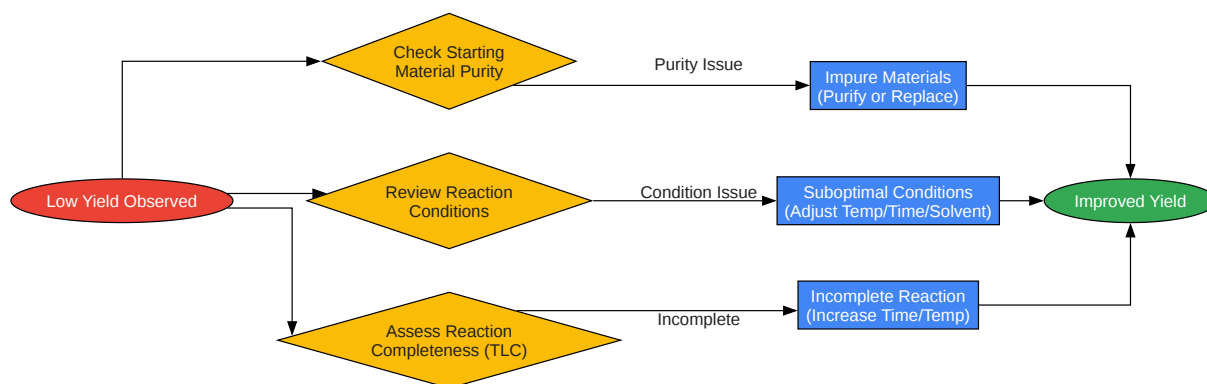 Check Starting
Material Purity
Purity Issue
Impure Materials
(Purify or Replace)
Low Yield Observed
Review Reaction
Conditions
Condition Issue
Suboptimal Conditions
(Adjust Temp/Time/Solvent)
Improved Yield
Assess Reaction
Completeness (TLC)
Incomplete
Incomplete Reaction
(Increase Time/Temp)